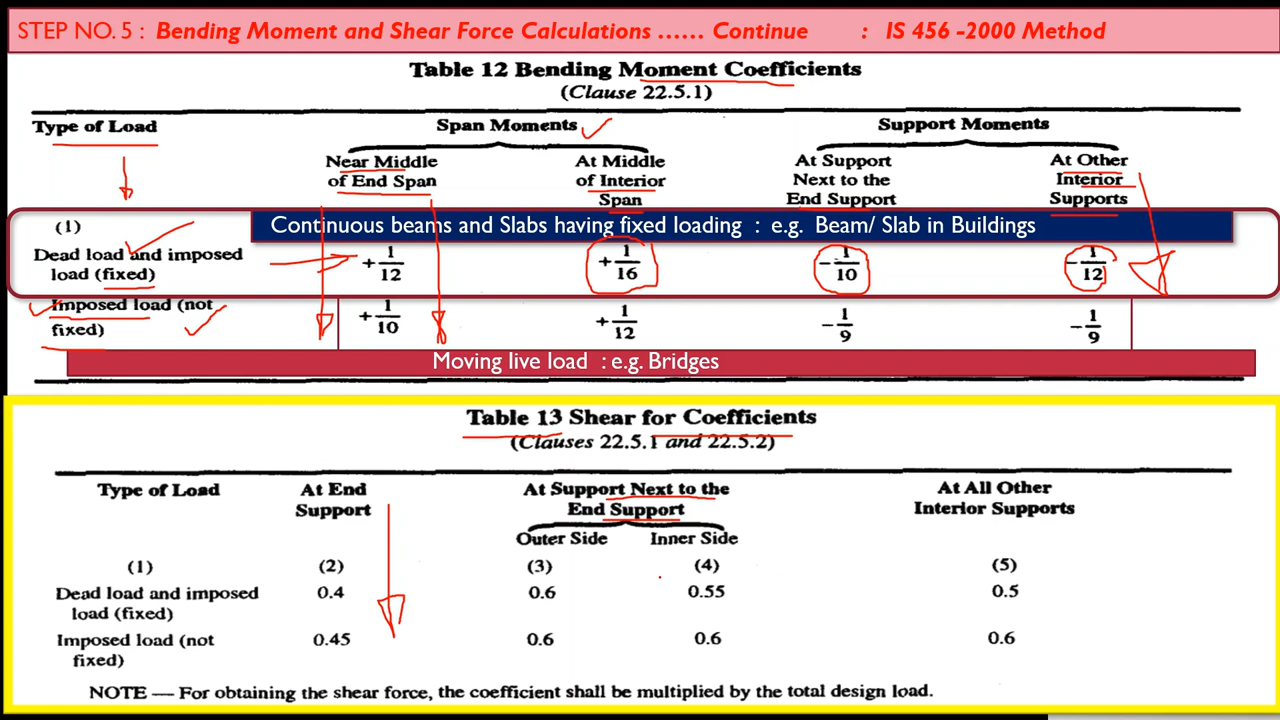 STEP NO. 5 : Bending Moment and Shear Force Calculations ...... Continue : IS 456 -2000 Method
Table 12 Bending Moment Coefficients
(Clause 22.5.1)
Type of Load Span Moments Support Moments
Near Middle At Middle At Support At Other
of End Span of Interior Next to the Interior
Span End Support Supports
(1) Continuous beams and Slabs having fixed loading : e.g. Beam/ Slab in Buildings
Dead load and imposed
load (fixed) +1/12 +1/16 -1/10 -1/12
Imposed load (not
fixed) +1/10 +1/12 -1/9 -1/9
Moving live load : e.g. Bridges
Table 13 Shear for Coefficients
(Clauses 22.5.1 and 22.5.2)
Type of Load At End At Support Next to the At All Other
Support End Support Interior Supports
Outer Side Inner Side
(1) (2) (3) (4) (5)
Dead load and imposed 0.4 0.6 0.55 0.5
load (fixed)
Imposed load (not 0.45 0.6 0.6 0.6
fixed)
NOTE — For obtaining the shear force, the coefficient shall be multiplied by the total design load.